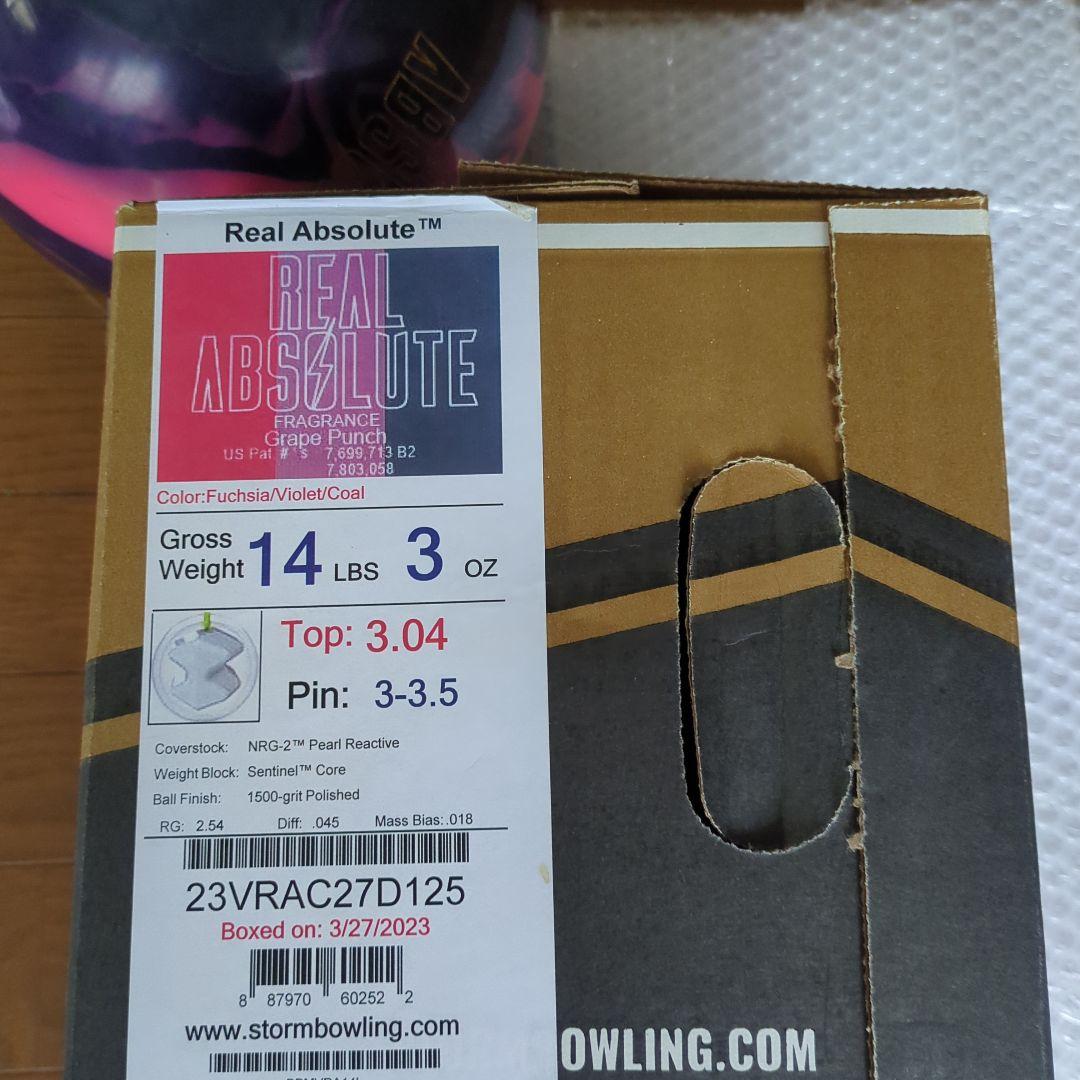 ABS
Real Absolute™
REAL
ABSOLUTE
FRAGRANCE
Grape Punch
US Pat # 's 7,699,713 B2
7,803,058
Color:Fuchsia/Violet/Coal
Gross Weight 14 LBS 3 OZ
Top: 3.04
Pin: 3-3.5
Coverstock: NRG-2™ Pearl Reactive
Weight Block: Sentinel™ Core
Ball Finish: 1500-grit Polished
RG: 2.54 Diff: .045 Mass Bias:.018
23VRAC27D125
Boxed on: 3/27/2023
8 87970 60252 2
www.stormbowling.com
OWLING.COM